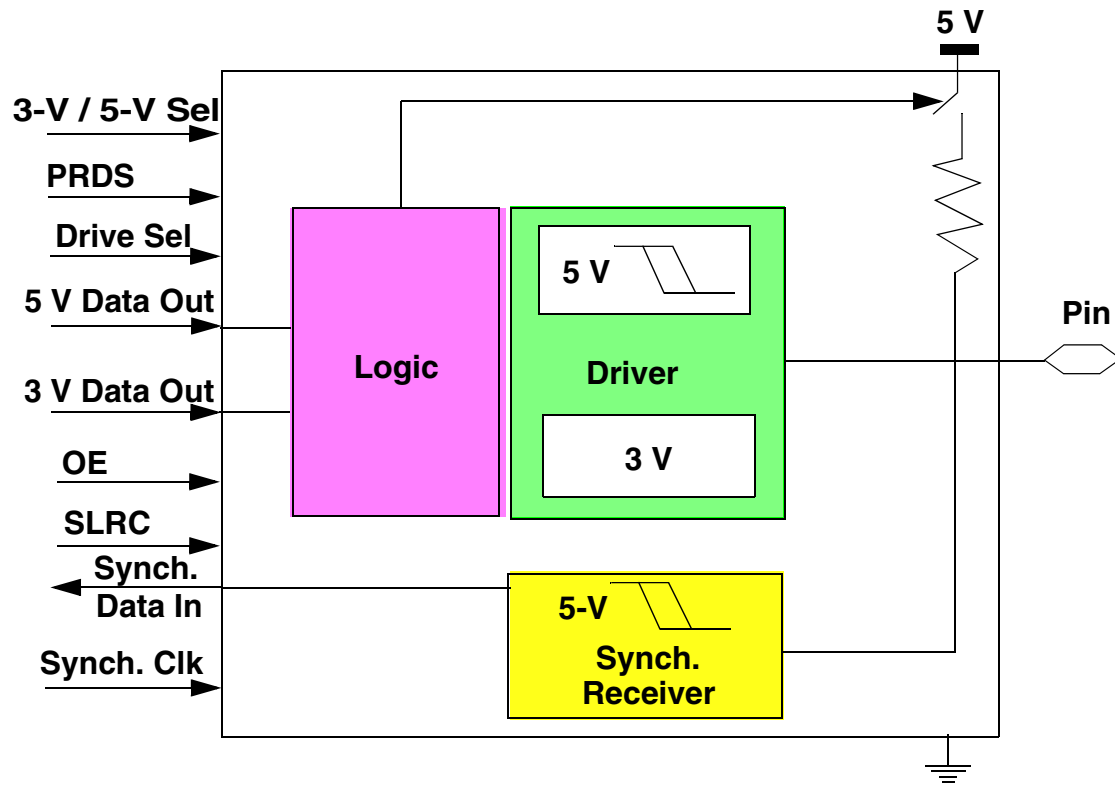 5 V
3-V / 5-V Sel
PRDS
Drive Sel
5 V Data Out
3 V Data Out
OE
SLRC
Synch.
Data In
Synch. Clk
Logic
5 V
Driver
3 V
5-V
Synch.
Receiver
Pin